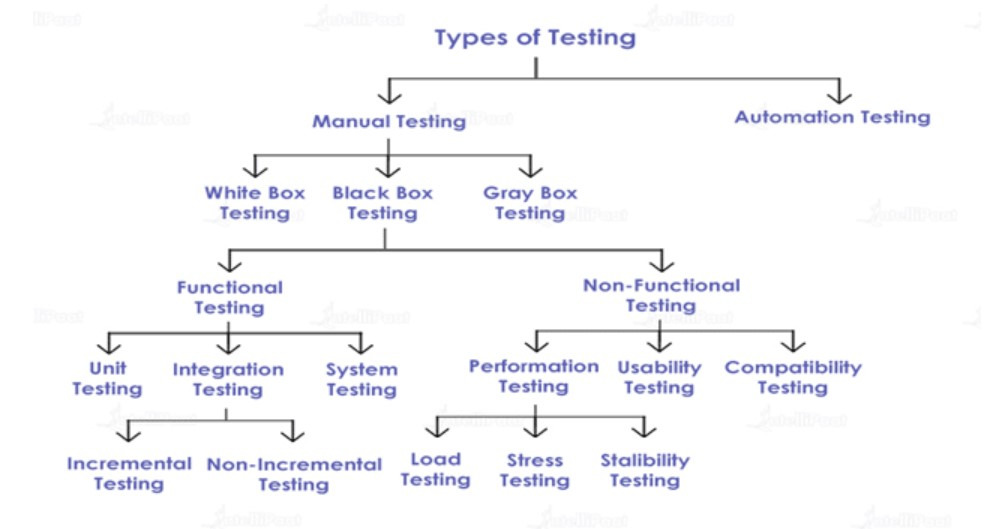 Types of Testing
Manual Testing
Automation Testing
White Box
Testing
Black Box
Testing
Gray Box
Testing
Functional
Testing
Non-Functional
Testing
Unit
Testing
Integration
Testing
System
Testing
Performation
Testing
Usability
Testing
Compatibility
Testing
Incremental
Testing
Non-Incremental
Testing
Load
Testing
Stress
Testing
Stalibility
Testing